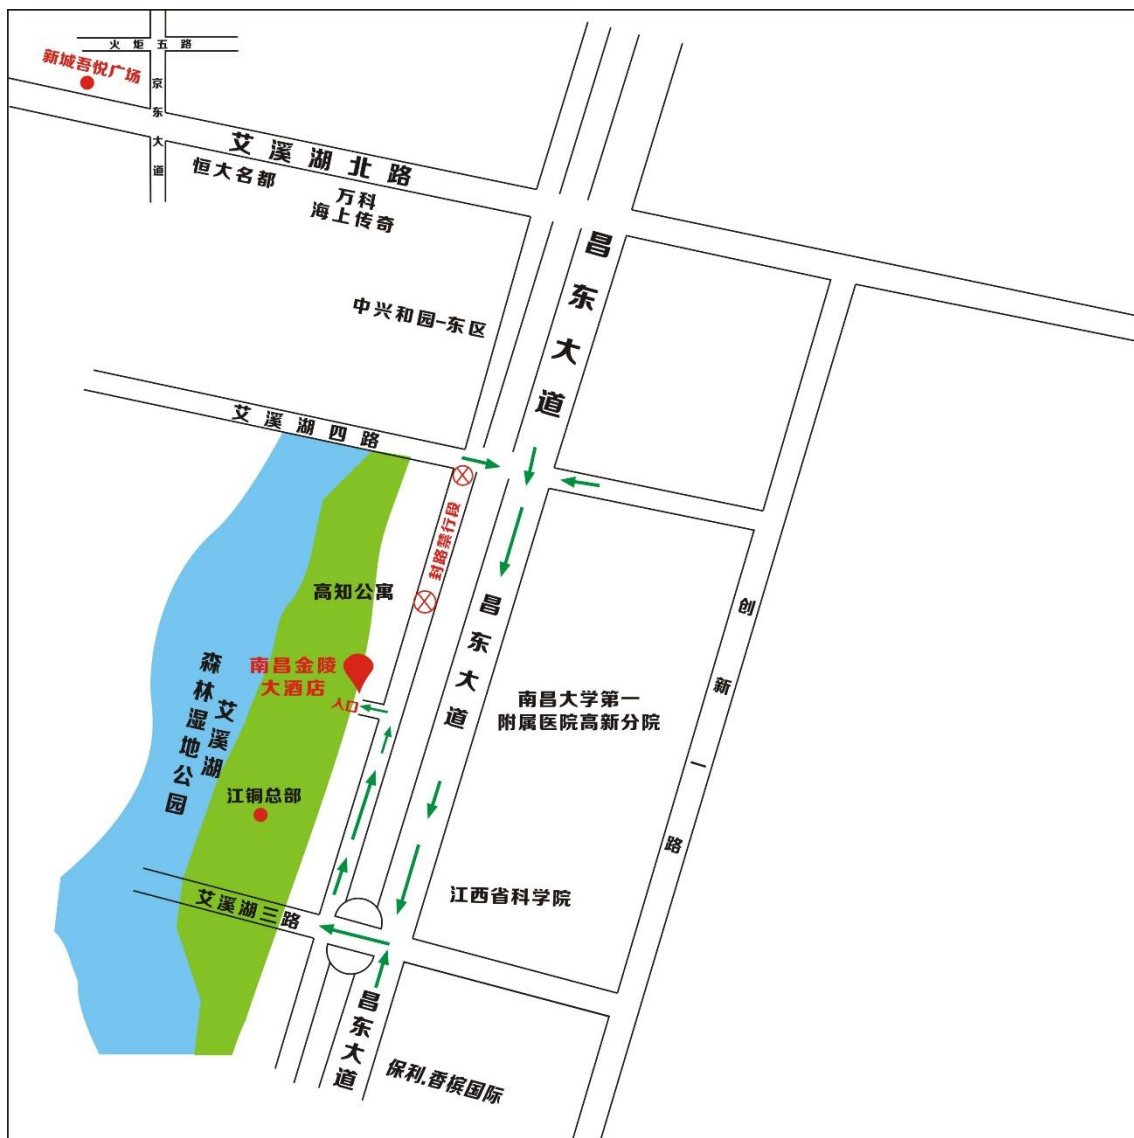 火炬五路
新城吾悦广场
京东大道
艾溪湖北路
恒大名都
万科
海上传奇
昌东大道
中兴和园-东区
艾溪湖四路
封路禁行段
高知公寓
昌东大道
创新一路
南昌金陵
大酒店
入口
南昌大学第一
附属医院高新分院
艾溪湖
森林湿地公园
江铜总部
艾溪湖三路
江西省科学院
昌东大道
保利.香槟国际